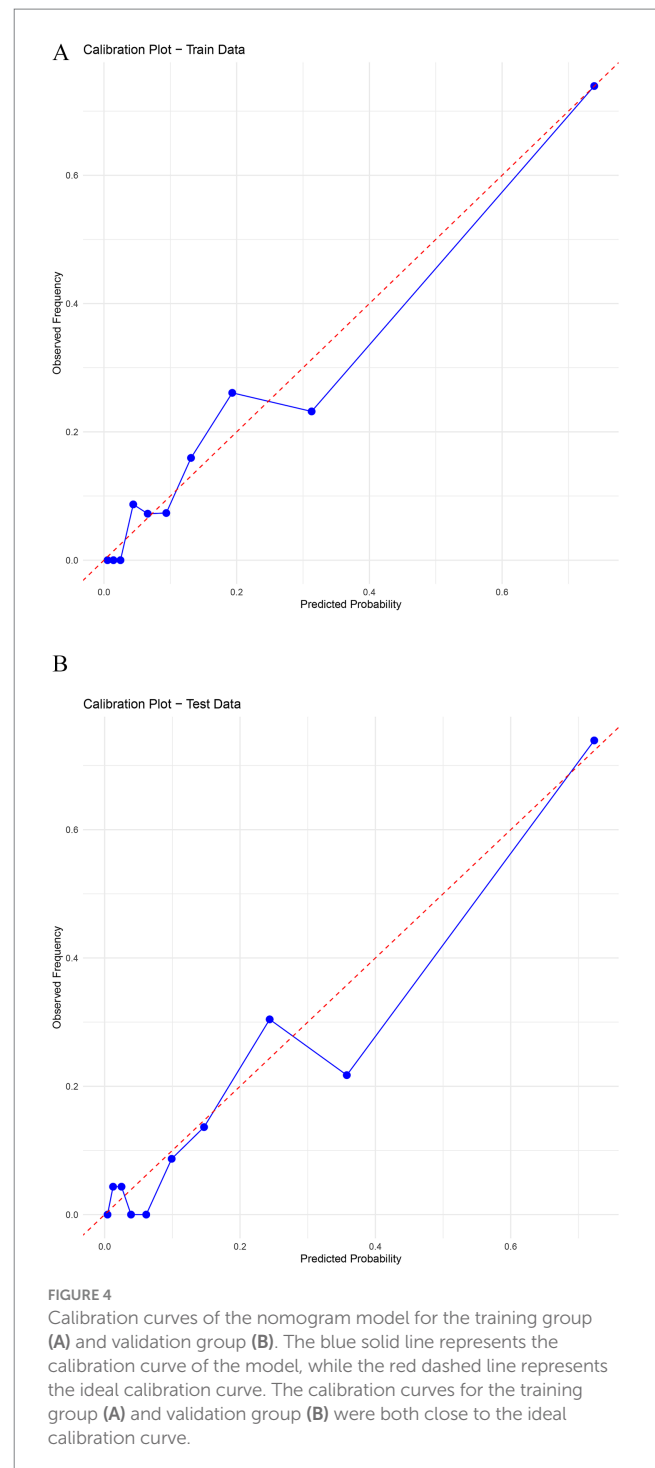 A
Calibration Plot − Train Data
0.6
0.4
0.2
0.0
Observed Frequency
0.0 0.2 0.4 0.6
Predicted Probability
B
Calibration Plot − Test Data
0.6
0.4
0.2
0.0
Observed Frequency
0.0 0.2 0.4 0.6
Predicted Probability
FIGURE 4
Calibration curves of the nomogram model for the training group
(A) and validation group (B). The blue solid line represents the
calibration curve of the model, while the red dashed line represents
the ideal calibration curve. The calibration curves for the training
group (A) and validation group (B) were both close to the ideal
calibration curve.